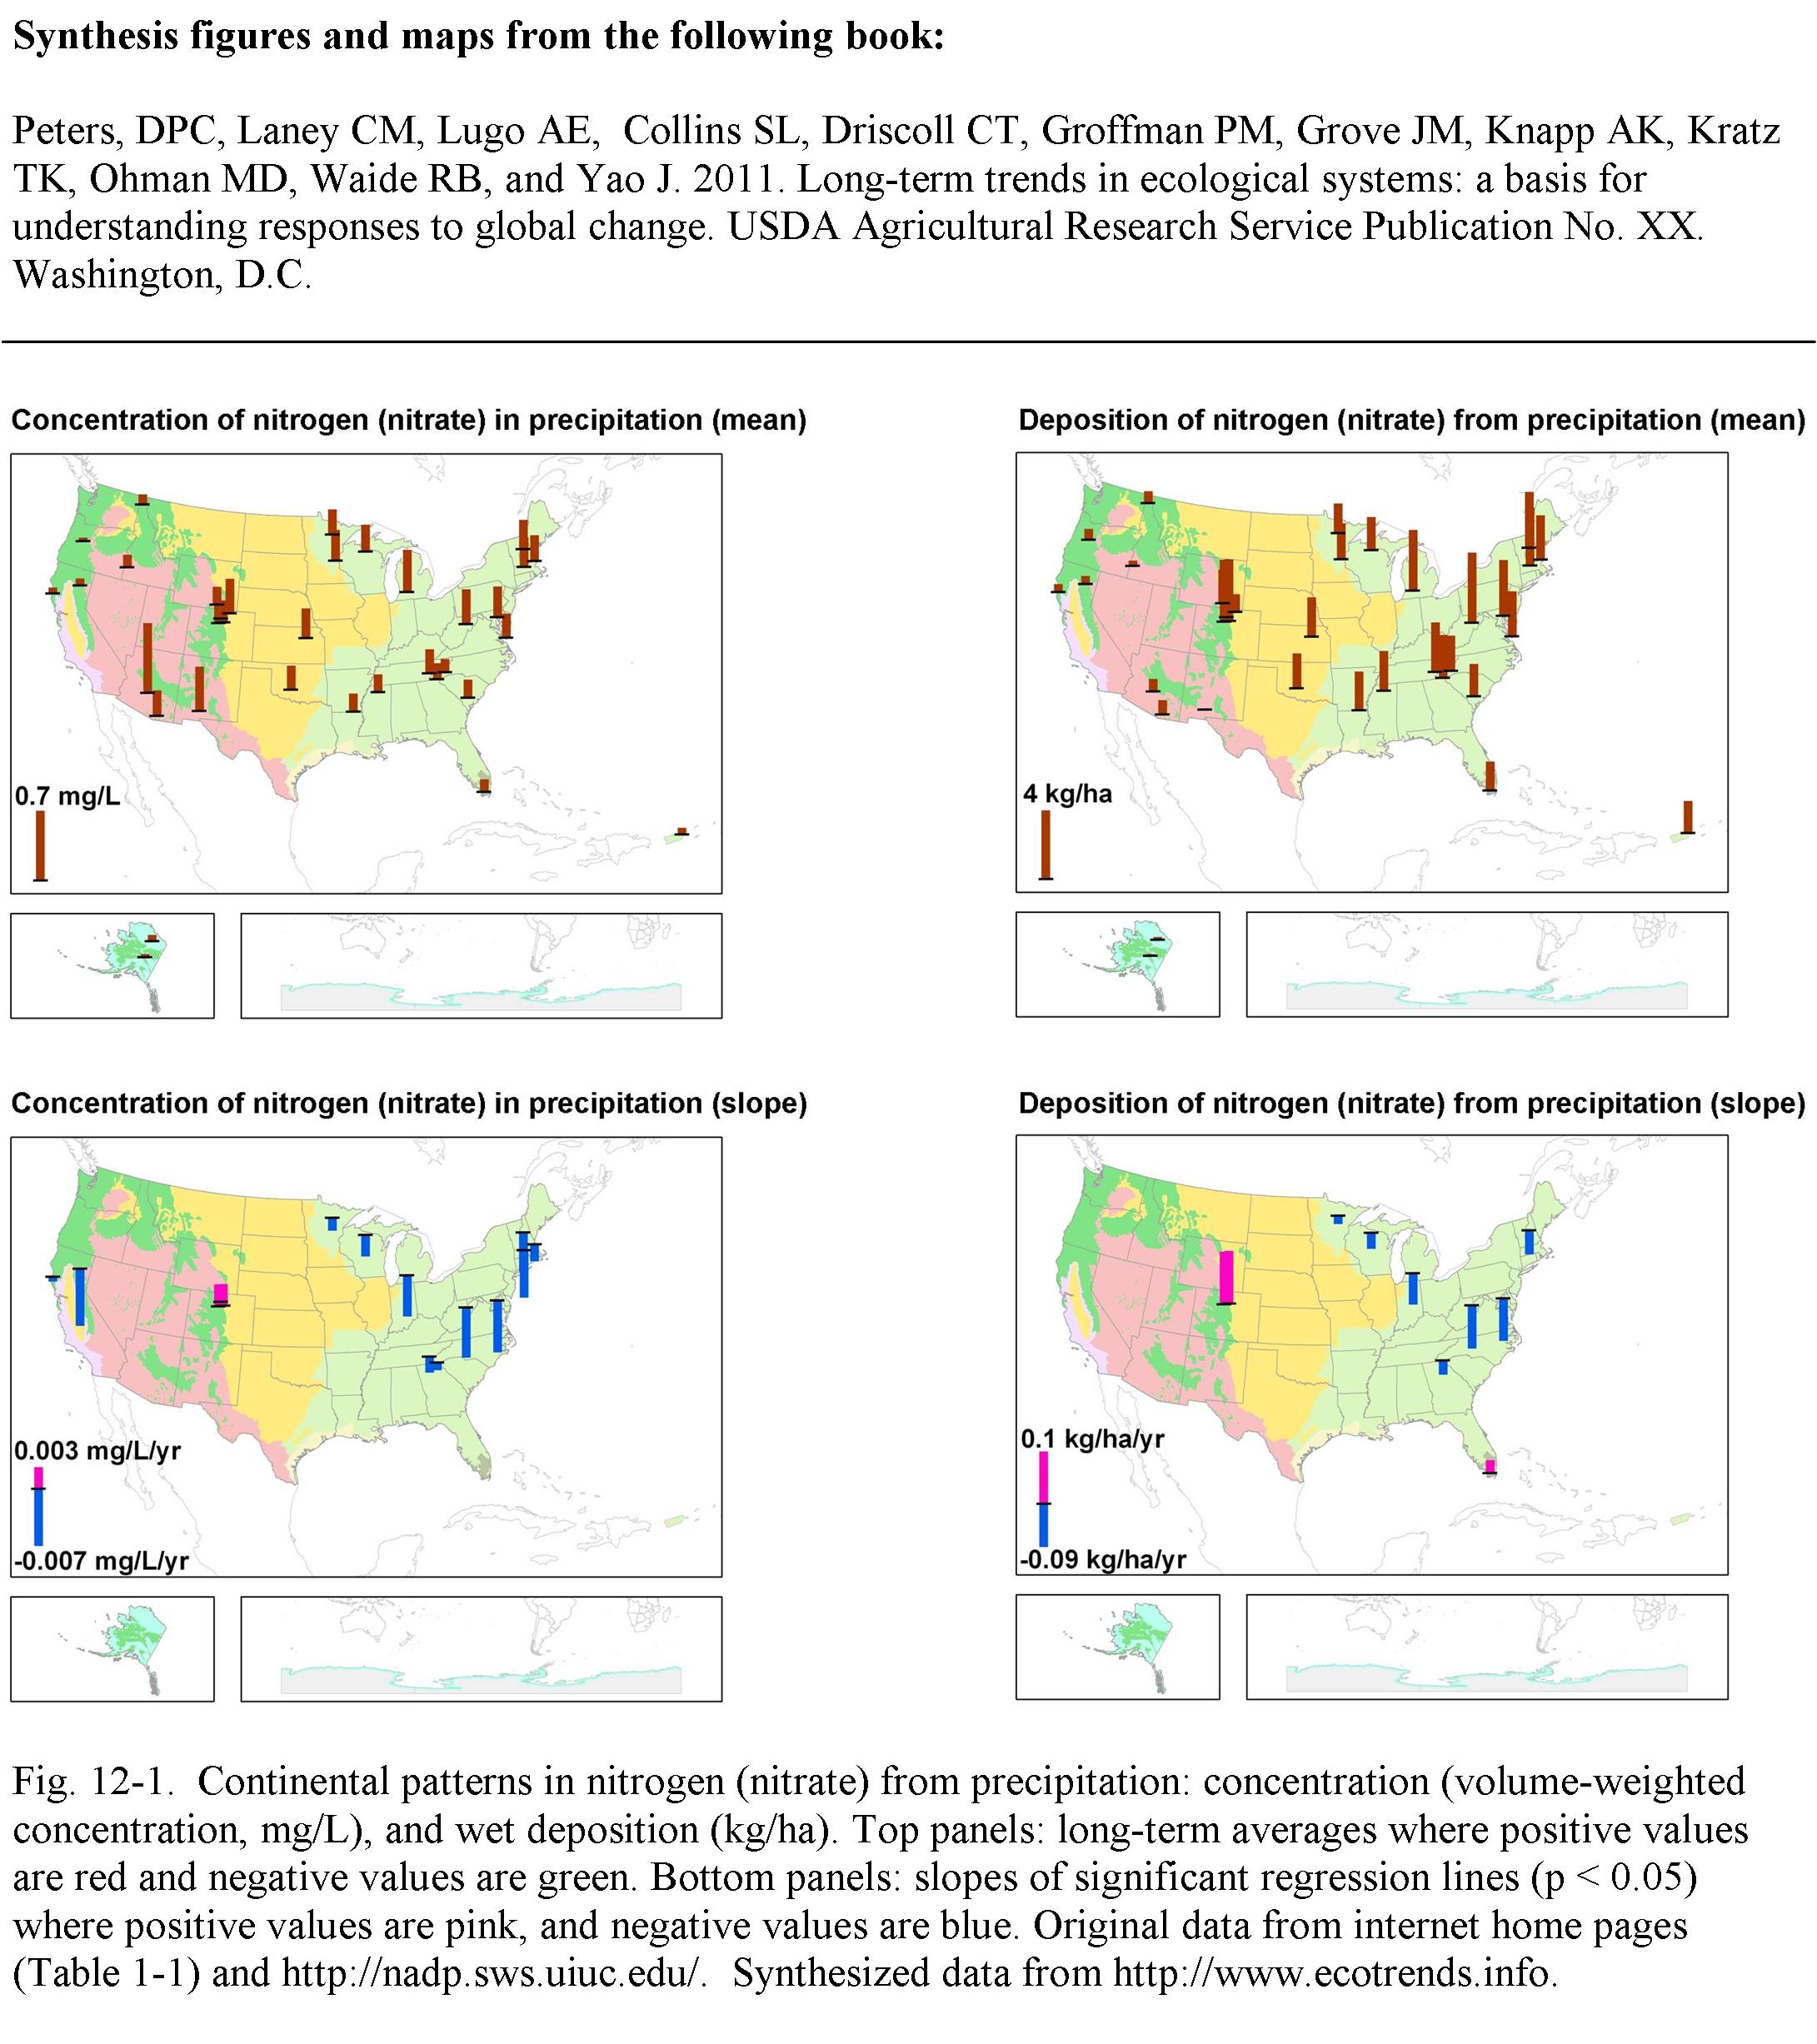 Synthesis figures and maps from the following book:
Peters, DPC, Laney CM, Lugo AE,  Collins SL, Driscoll CT, Groffman PM, Grove JM, Knapp AK, Kratz
TK, Ohman MD, Waide RB, and Yao J. 2011. Long-term trends in ecological systems: a basis for
understanding responses to global change. USDA Agricultural Research Service Publication No. XX.
Washington, D.C.
Concentration of nitrogen (nitrate) in precipitation (mean)
Deposition of nitrogen (nitrate) from precipitation (mean)
0.7 mg/L
4 kg/ha
Concentration of nitrogen (nitrate) in precipitation (slope)
Deposition of nitrogen (nitrate) from precipitation (slope)
0.003 mg/L/yr
-0.007 mg/L/yr
0.1 kg/ha/yr
-0.09 kg/ha/yr
Fig. 12-1.  Continental patterns in nitrogen (nitrate) from precipitation: concentration (volume-weighted
concentration, mg/L), and wet deposition (kg/ha). Top panels: long-term averages where positive values
are red and negative values are green. Bottom panels: slopes of significant regression lines (p < 0.05)
where positive values are pink, and negative values are blue. Original data from internet home pages
(Table 1-1) and http://nadp.sws.uiuc.edu/.  Synthesized data from http://www.ecotrends.info.